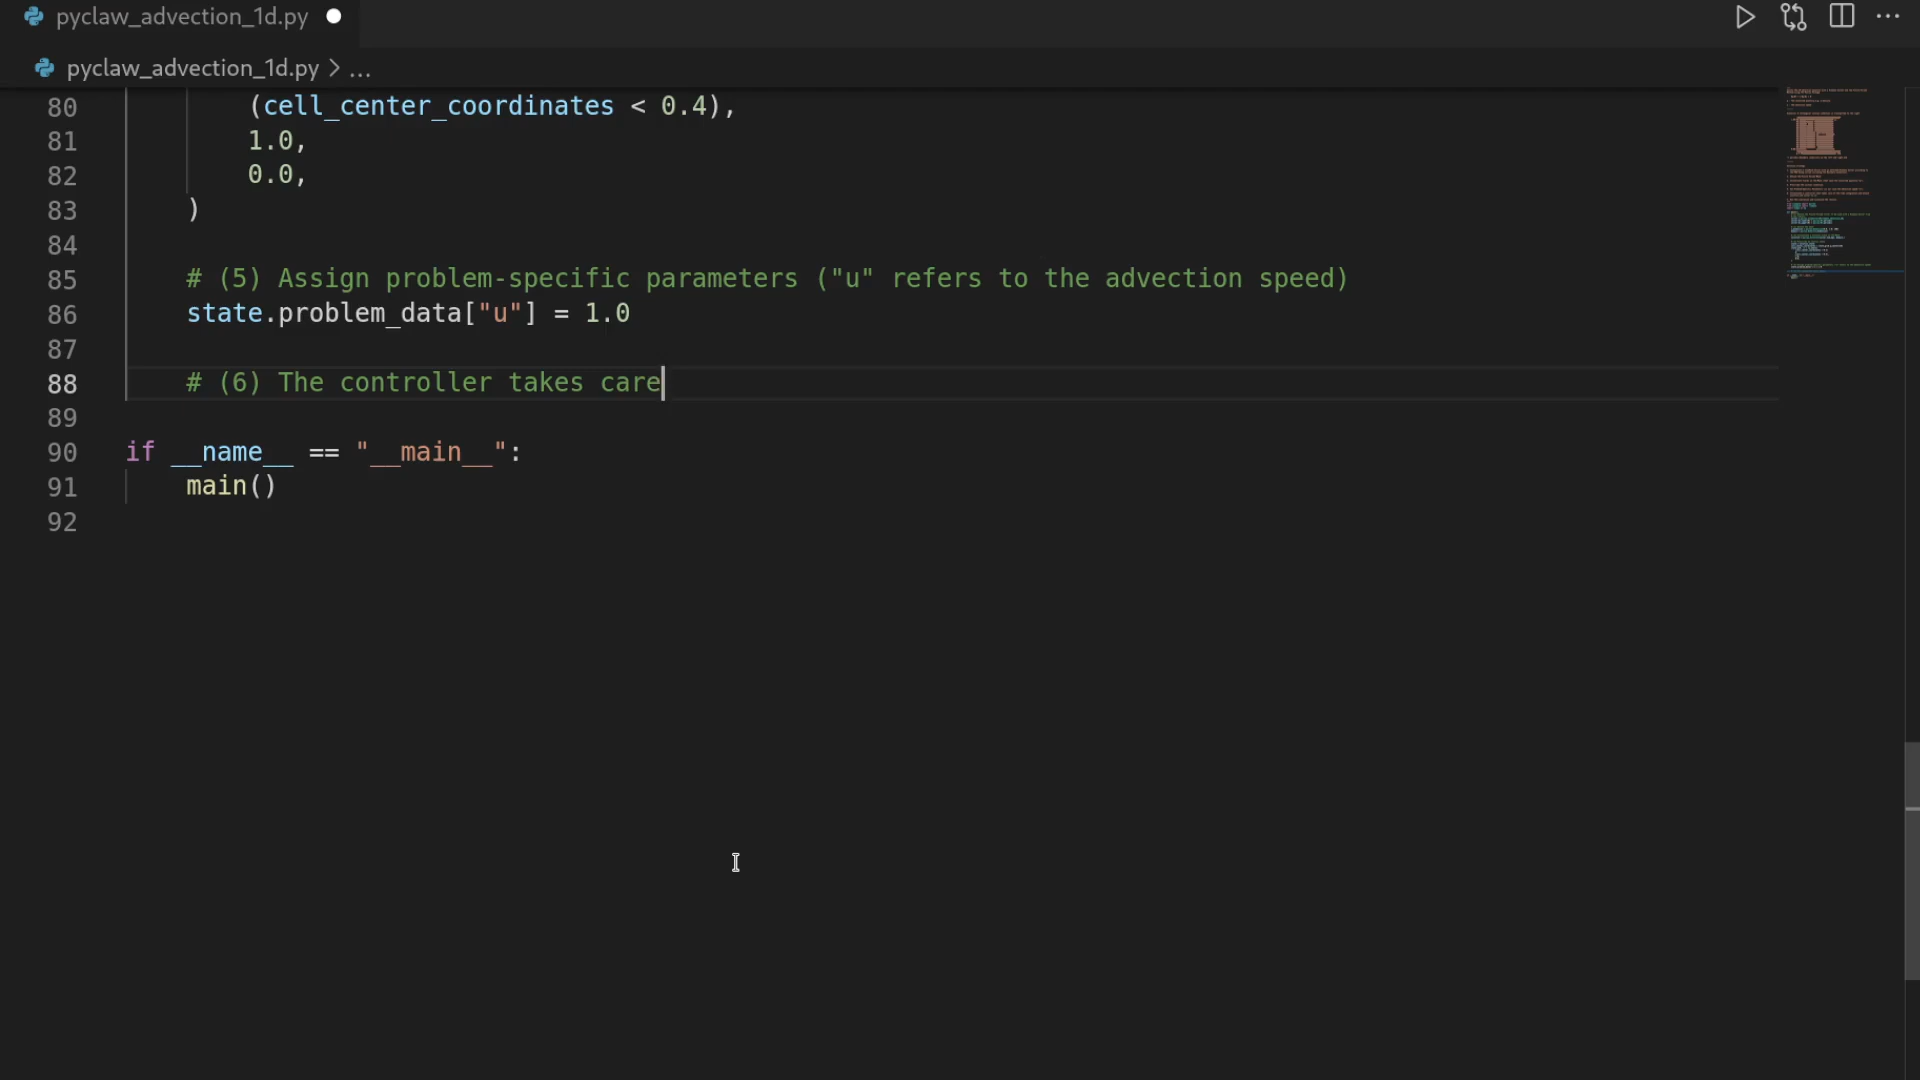 pyclaw_advection_1d.py
pyclaw_advection_1d.py > ...
80 (cell_center_coordinates < 0.4),
81 1.0,
82 0.0,
83 )
84
85 # (5) Assign problem-specific parameters ("u" refers to the advection speed)
86 state.problem_data["u"] = 1.0
87
88 # (6) The controller takes care
89
90 if __name__ == "__main__":
91 main()
92